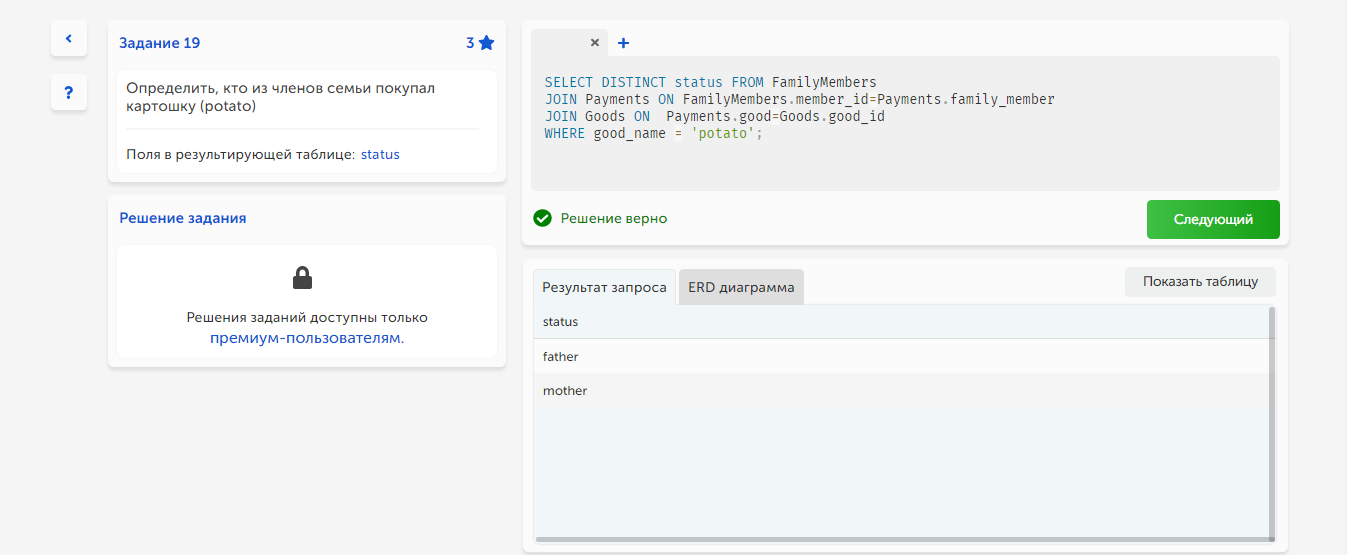 Задание 19
3
?
Определить, кто из членов семьи покупал
картошку (potato)
Поля в результирующей таблице: status
Решение задания
Решения заданий доступны только
премиум-пользователям.
SELECT DISTINCT status FROM FamilyMembers
JOIN Payments ON FamilyMembers.member_id=Payments.family_member
JOIN Goods ON  Payments.good=Goods.good_id
WHERE good_name = 'potato';
Решение верно
Следующий
Результат запроса
ERD диаграмма
Показать таблицу
status
father
mother